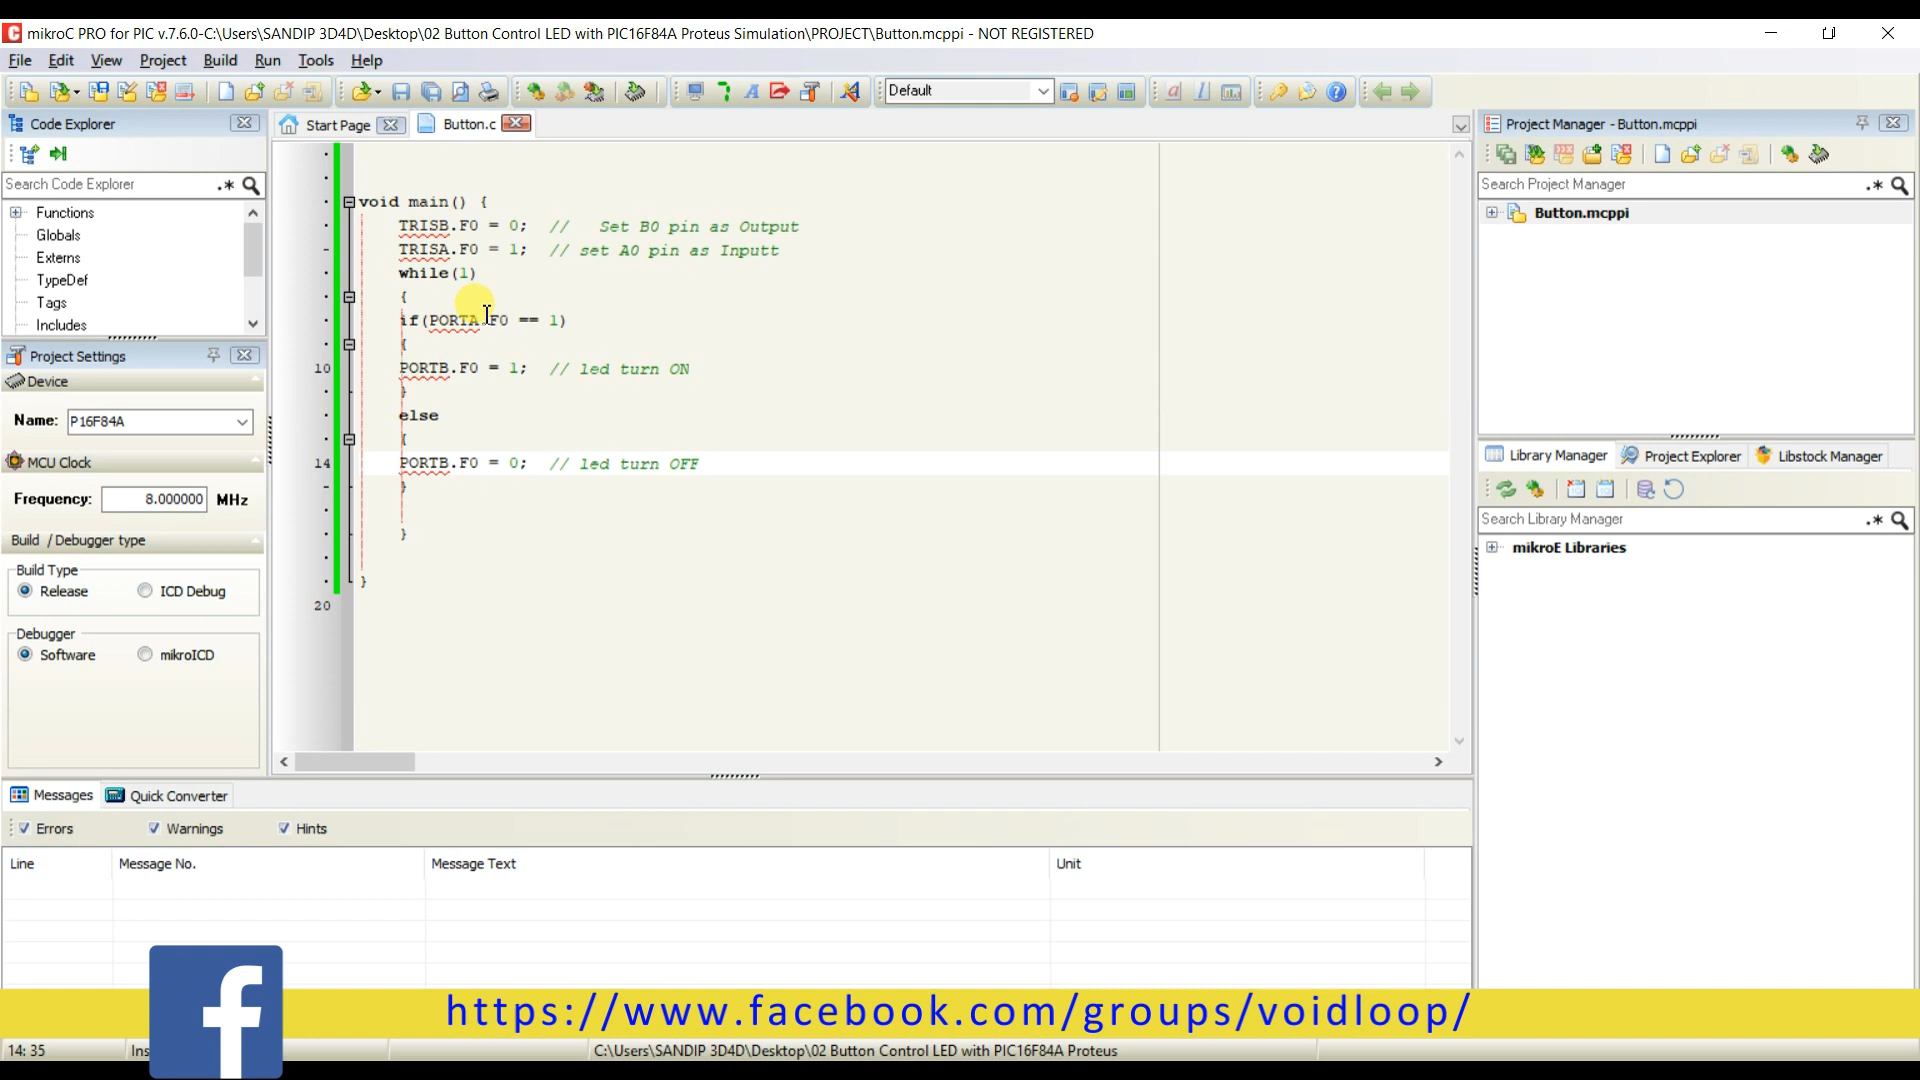 mikroC PRO for PIC v.7.6.0-C:\Users\SANDIP 3D4D\Desktop\02 Button Control LED with PIC16F84A Proteus Simulation\PROJECT\Button.mcppi - NOT REGISTERED
File Edit View Project Build Run Tools Help
Default
Code Explorer
Start Page
Button.c
Project Manager - Button.mcppi
Search Code Explorer
Search Project Manager
Functions
Globals
Externs
TypeDef
Tags
Includes
Button.mcppi
void main() {
TRISB.F0 = 0; // Set B0 pin as Output
TRISA.F0 = 1; // set A0 pin as Inputt
while(1)
{
if(PORTA.F0 == 1)
{
10 PORTB.F0 = 1; // led turn ON
}
else
{
14 PORTB.F0 = 0; // led turn OFF
}
}
}
20
Project Settings
Device
Name: P16F84A
MCU Clock
Frequency: 8.000000 MHz
Build / Debugger type
Build Type
Release ICD Debug
Debugger
Software mikroICD
Library Manager Project Explorer Libstock Manager
Search Library Manager
mikroE Libraries
Messages Quick Converter
Errors Warnings Hints
Line Message No. Message Text Unit
f https://www.facebook.com/groups/voidloop/
14: 35 Ins C:\Users\SANDIP 3D4D\Desktop\02 Button Control LED with PIC16F84A Proteus